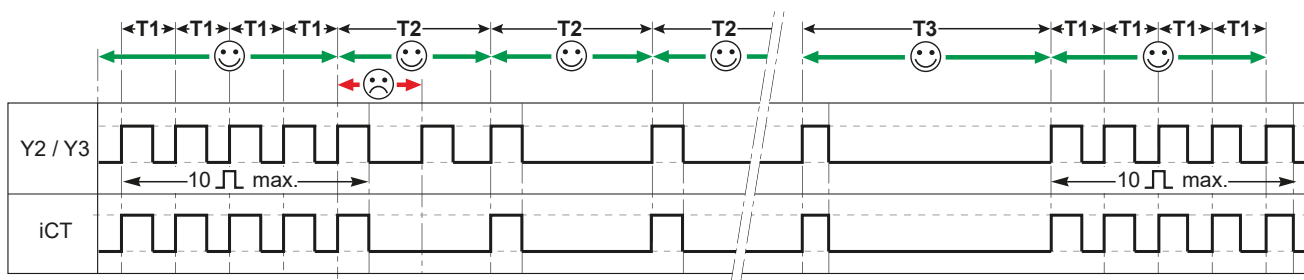 T1 T1 T1 T1 T2 T2 T2 T3 T1 T1 T1 T1
Y2 / Y3
10 max. 10 max.
iCT